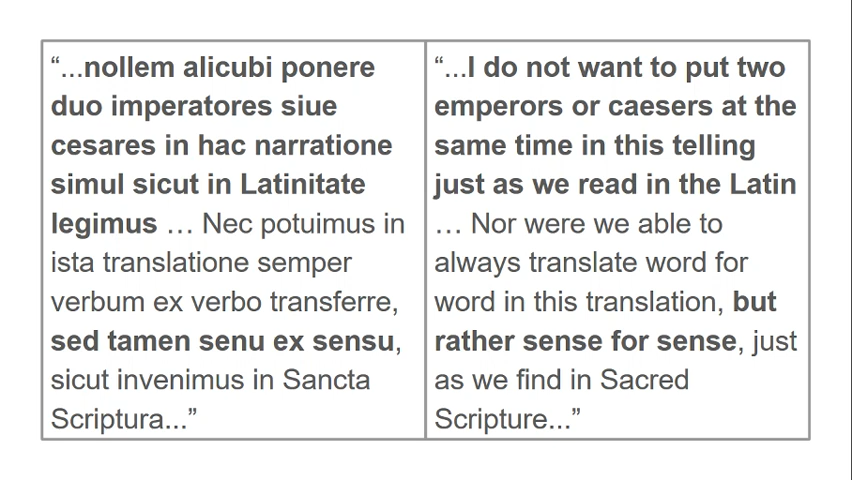 “...nollem alicubi ponere
duo imperatores siue
cesares in hac narratione
simul sicut in Latinitate
legimus … Nec potuimus in
ista translatione semper
verbum ex verbo transferre,
sed tamen senu ex sensu,
sicut invenimus in Sancta
Scriptura...”
“...I do not want to put two
emperors or caesers at the
same time in this telling
just as we read in the Latin
… Nor were we able to
always translate word for
word in this translation, but
rather sense for sense, just
as we find in Sacred
Scripture...”